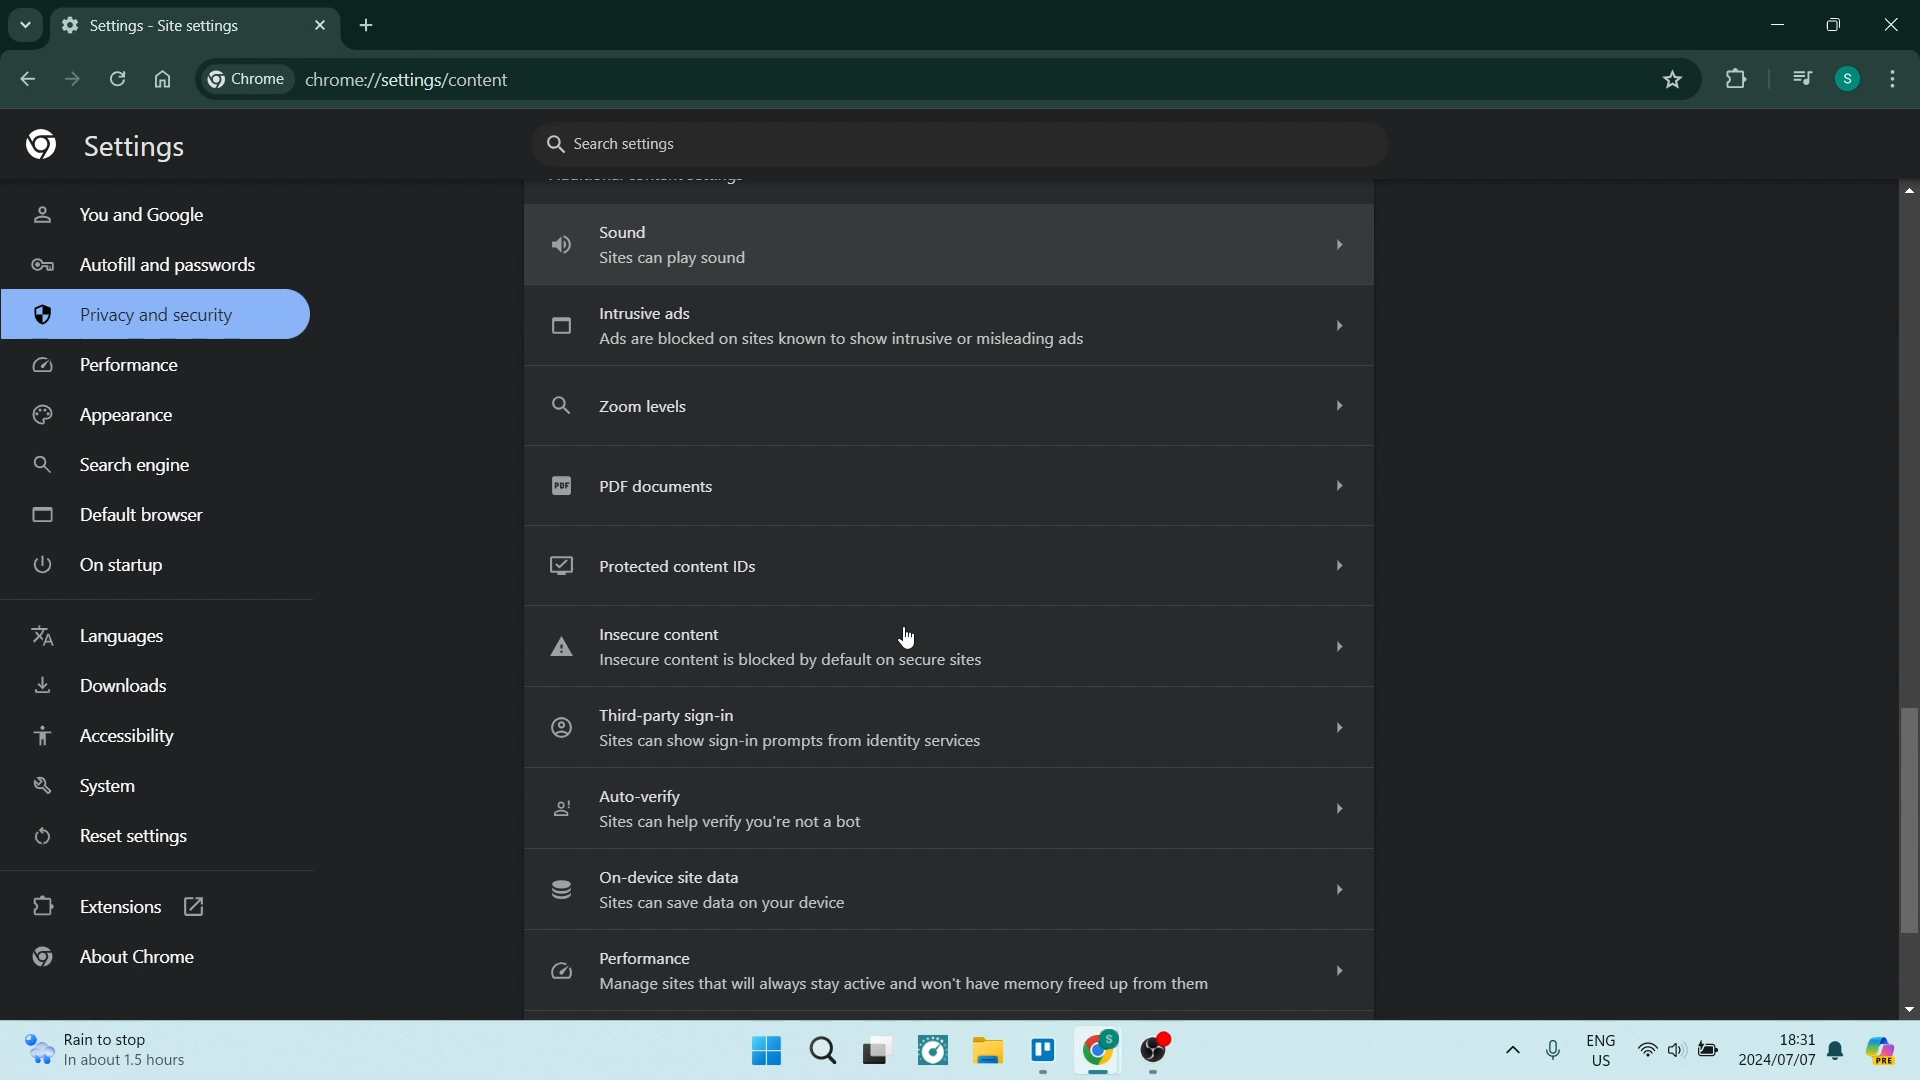 Settings - Site settings
Chrome
chrome://settings/content
S
Settings
Search settings
You and Google
Autofill and passwords
Privacy and security
Performance
Appearance
Search engine
Default browser
On startup
Languages
Downloads
Accessibility
System
Reset settings
Extensions
About Chrome
Sound
Sites can play sound
Intrusive ads
Ads are blocked on sites known to show intrusive or misleading ads
Zoom levels
PDF
PDF documents
Protected content IDs
Insecure content
Insecure content is blocked by default on secure sites
Third-party sign-in
Sites can show sign-in prompts from identity services
Auto-verify
Sites can help verify you're not a bot
On-device site data
Sites can save data on your device
Performance
Manage sites that will always stay active and won't have memory freed up from them
Rain to stop
In about 1.5 hours
S
ENG
US
18:31
2024/07/07
PRE